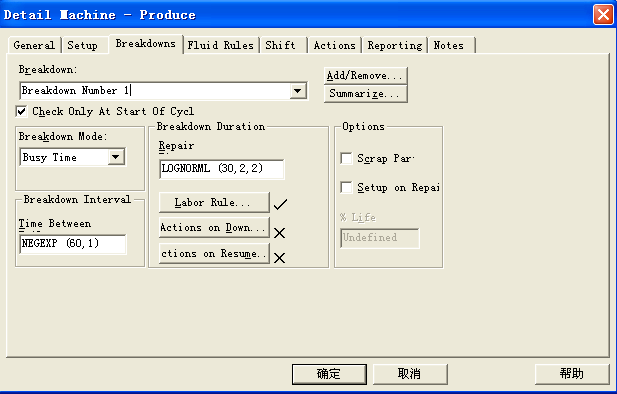 Detail Machine - Produce
General Setup Breakdowns Fluid Rules Shift Actions Reporting Notes
Breakdown:
Breakdown Number 1
Add/Remove...
Summarize...
Check Only At Start Of Cycl
Breakdown Mode:
Busy Time
Breakdown Interval
Time Between
NEGEXP (60,1)
Breakdown Duration
Repair
LOGNORML (30,2,2)
Labor Rule...
Actions on Down...
ctions on Resume..
Options
Scrap Par
Setup on Repai
% Life
Undefined
确定 取消 帮助